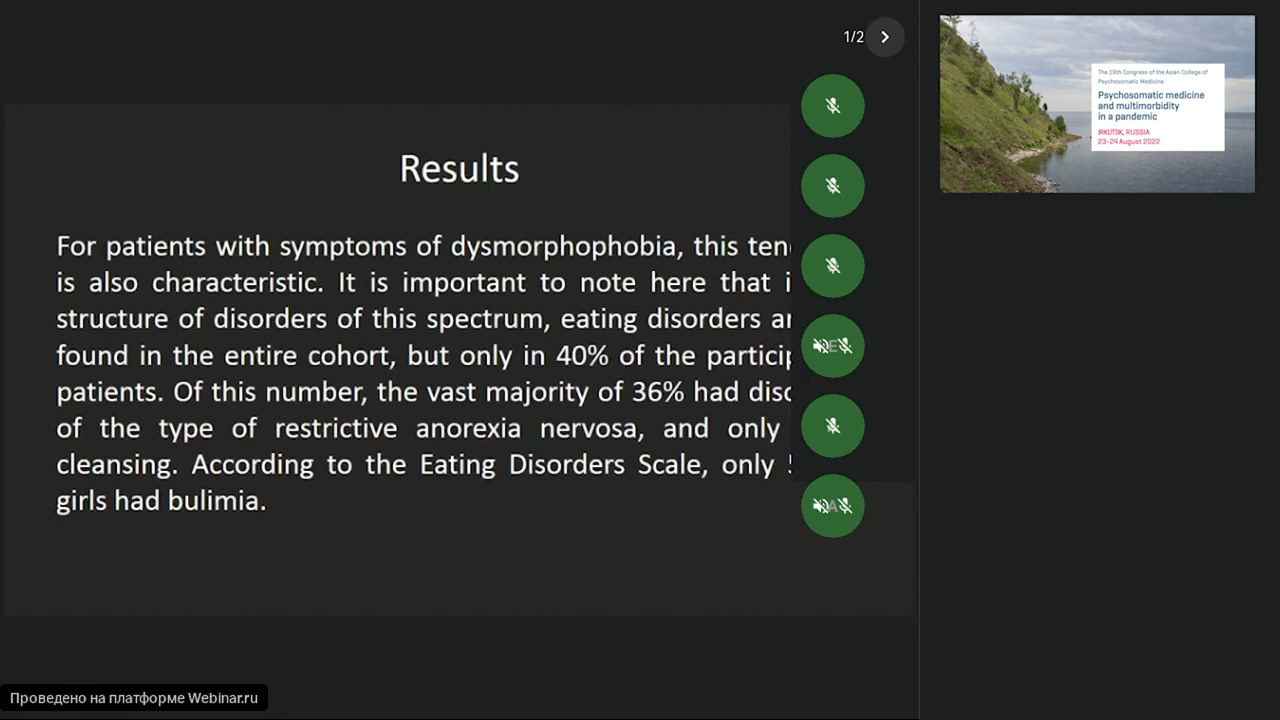 1/2
Results
For patients with symptoms of dysmorphophobia, this
is also characteristic. It is important to note here that
structure of disorders of this spectrum, eating disorders
found in the entire cohort, but only in 40% of the
patients. Of this number, the vast majority of 36% had
of the type of restrictive anorexia nervosa, and only
cleansing. According to the Eating Disorders Scale, only
girls had bulimia.
E
A
The 19th Congress of the Asian College of
Psychosomatic Medicine
Psychosomatic medicine
and multimorbidity
in a pandemic
IRKUTSK, RUSSIA
23-24 August 2022
Проведено на платформе Webinar.ru